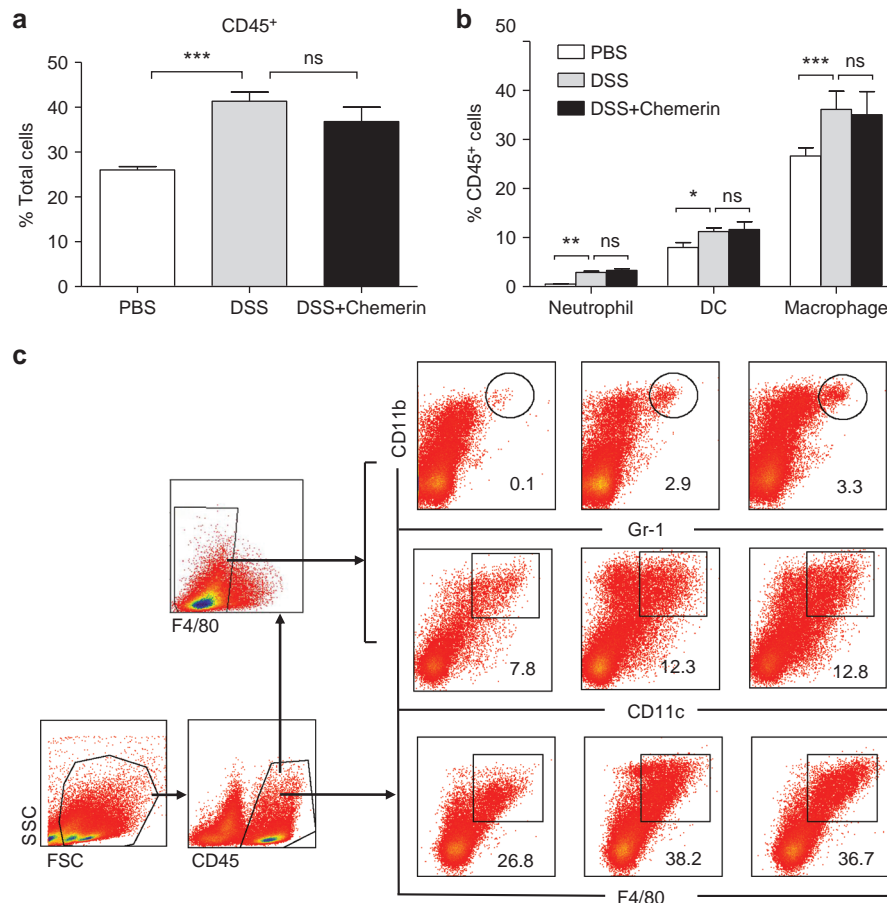 a
CD45⁺
*** ns
50
40
30
20
10
0
% Total cells
PBS DSS DSS+Chemerin
b
PBS
DSS
DSS+Chemerin
50
40
30
20
10
0
% CD45⁺ cells
** ns
* ns
*** ns
Neutrophil DC Macrophage
c
CD11b
0.1 2.9 3.3
Gr-1
F4/80
7.8 12.3 12.8
CD11c
SSC
FSC CD45
26.8 38.2 36.7
F4/80